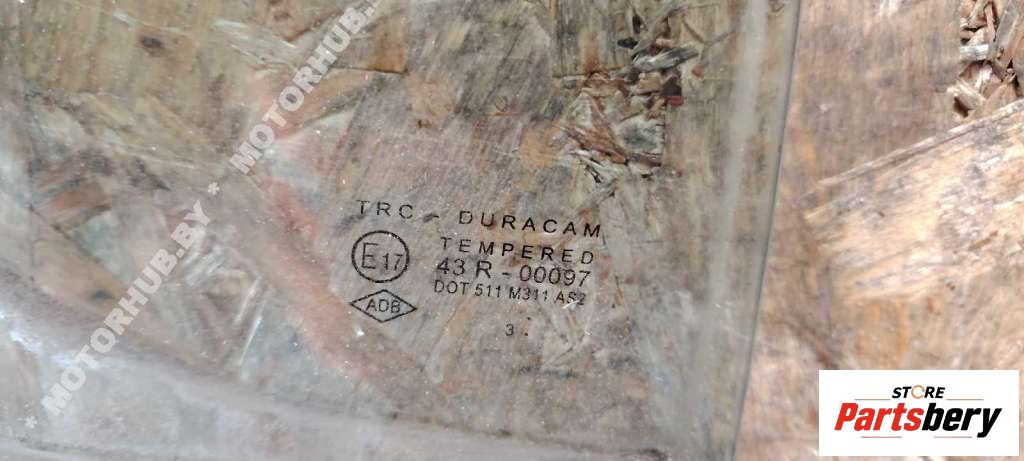 * MOTORHUB.BY * MOTORHUB.BY
TRC - DURACAM
TEMPERED
E17
43 R - 00097
DOT 511 M311 AS2
ADB
3 .
STORE
Partsbery